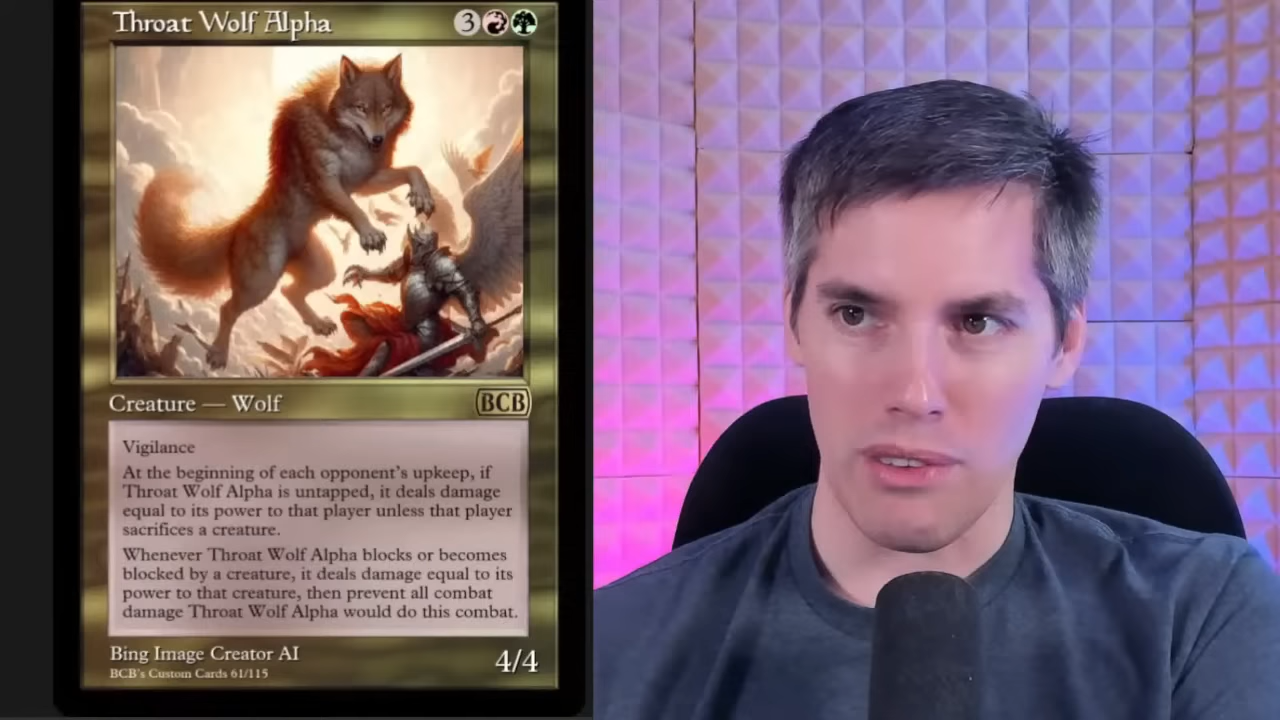 Throat Wolf Alpha 3
Creature — Wolf BCB
Vigilance
At the beginning of each opponent's upkeep, if
Throat Wolf Alpha is untapped, it deals damage
equal to its power to that player unless that player
sacrifices a creature.
Whenever Throat Wolf Alpha blocks or becomes
blocked by a creature, it deals damage equal to its
power to that creature, then prevent all combat
damage Throat Wolf Alpha would do this combat.
Bing Image Creator AI
BCB's Custom Cards 61/115
4/4